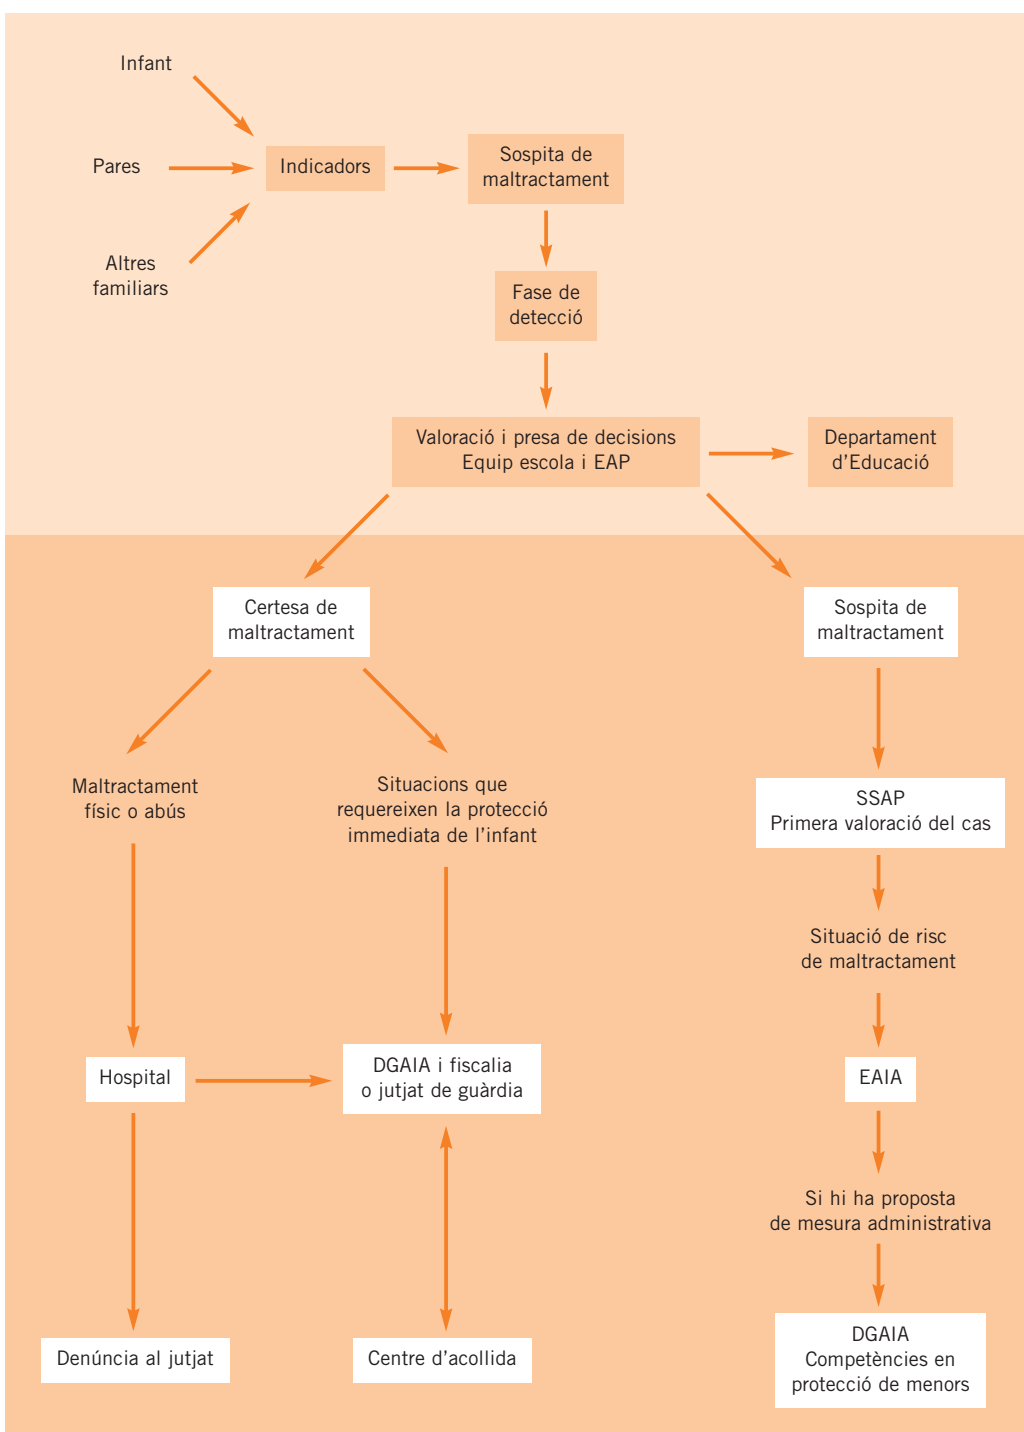 Infant
Pares
Altres
familiars
Indicadors
Sospita de
maltractament
Fase de
detecció
Valoració i presa de decisions
Equip escola i EAP
Departament
d’Educació
Certesa de
maltractament
Sospita de
maltractament
Maltractament
físic o abús
Situacions que
requereixen la protecció
immediata de l’infant
SSAP
Primera valoració del cas
Situació de risc
de maltractament
Hospital
DGAIA i fiscalia
o jutjat de guàrdia
EAIA
Si hi ha proposta
de mesura administrativa
Denúncia al jutjat
Centre d’acollida
DGAIA
Competències en
protecció de menors